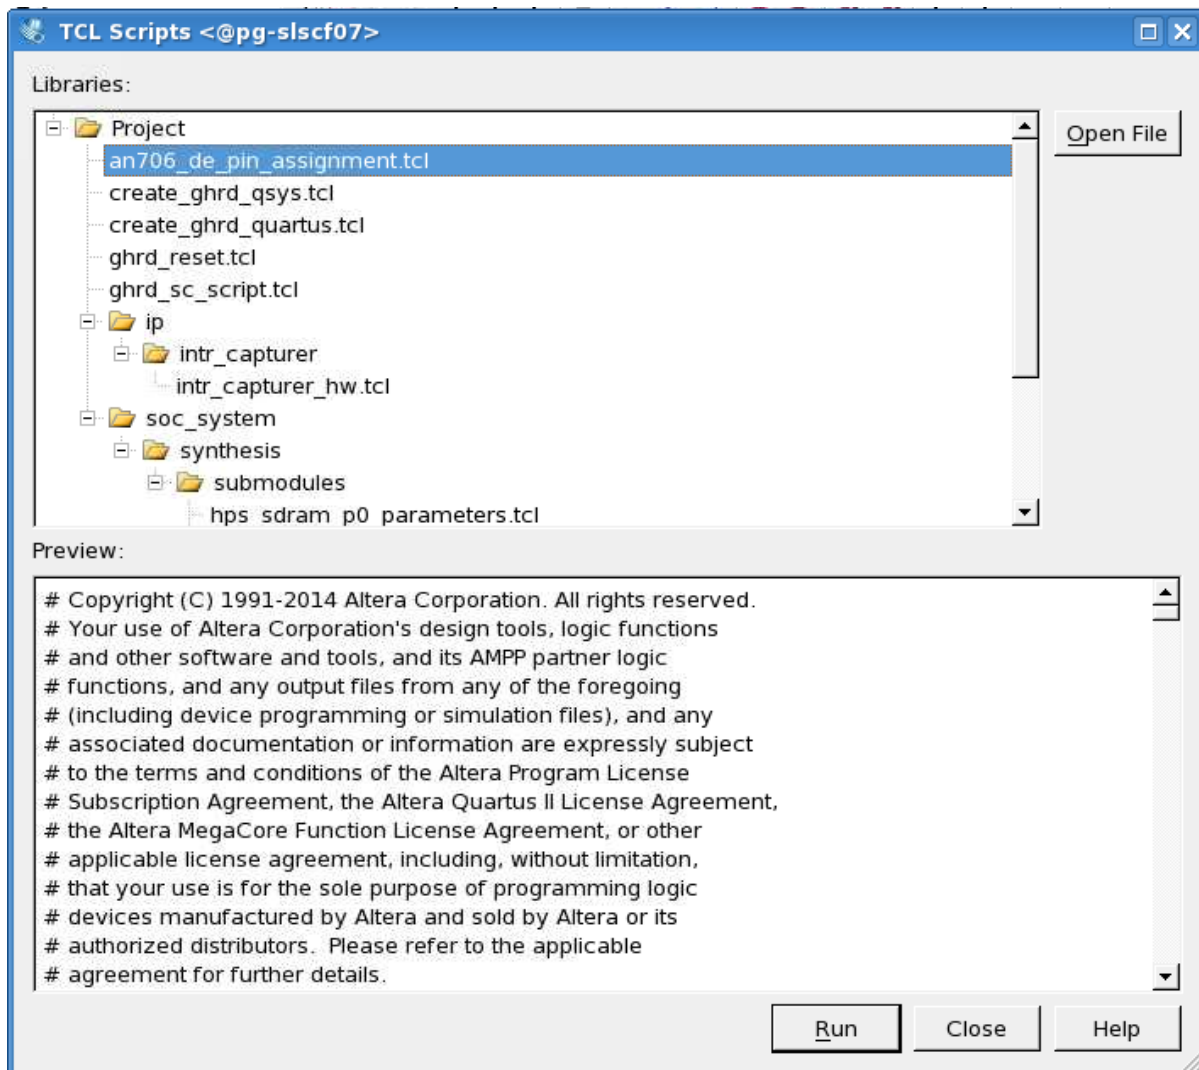 TCL Scripts <@pg-slscf07>
Libraries:
Open File
Project
an706_de_pin_assignment.tcl
create_ghrd_qsys.tcl
create_ghrd_quartus.tcl
ghrd_reset.tcl
ghrd_sc_script.tcl
ip
intr_capturer
intr_capturer_hw.tcl
soc_system
synthesis
submodules
hps_sdram_p0_parameters.tcl
Preview:
# Copyright (C) 1991-2014 Altera Corporation. All rights reserved.
# Your use of Altera Corporation's design tools, logic functions
# and other software and tools, and its AMPP partner logic
# functions, and any output files from any of the foregoing
# (including device programming or simulation files), and any
# associated documentation or information are expressly subject
# to the terms and conditions of the Altera Program License
# Subscription Agreement, the Altera Quartus II License Agreement,
# the Altera MegaCore Function License Agreement, or other
# applicable license agreement, including, without limitation,
# that your use is for the sole purpose of programming logic
# devices manufactured by Altera and sold by Altera or its
# authorized distributors.  Please refer to the applicable
# agreement for further details.
Run Close Help